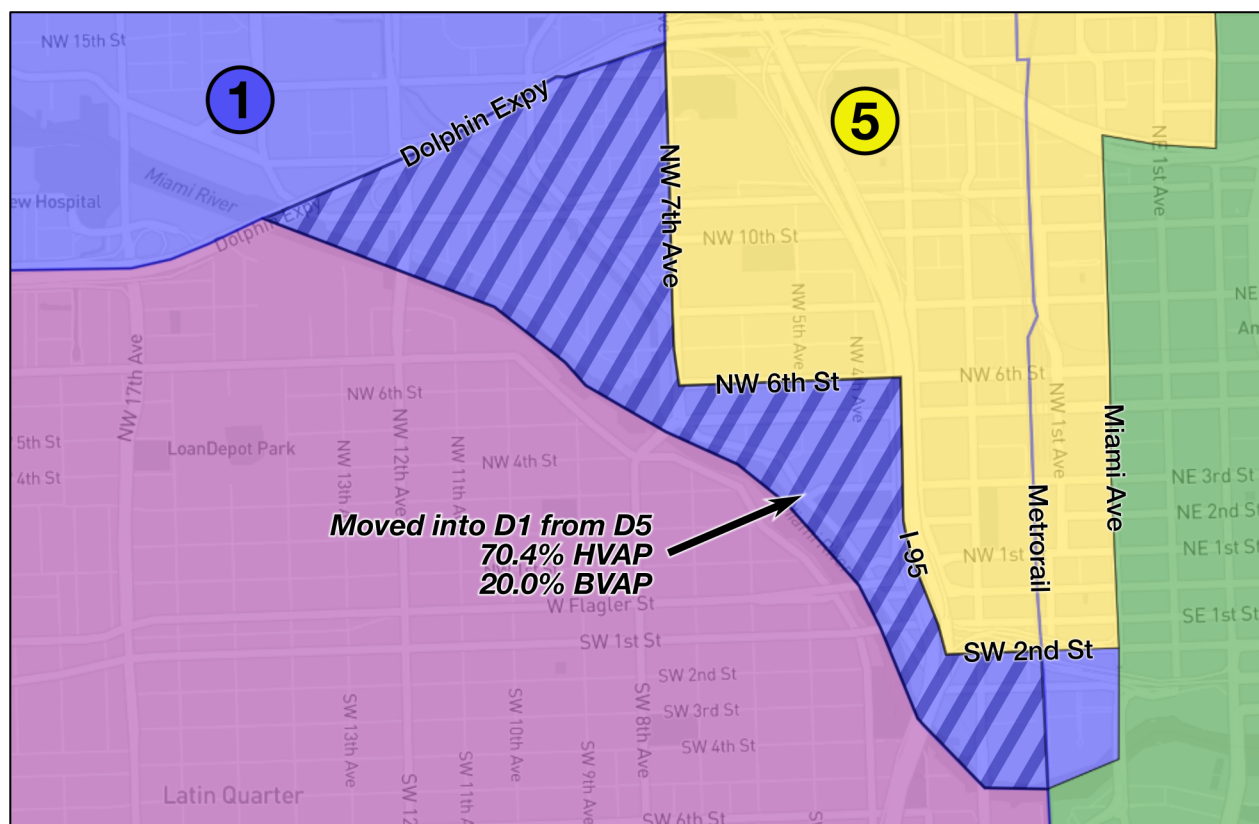 NW 15th St
1
5
Dolphin Expy
NE 1st Ave
Miami River
ew Hospital
Dolphin Expy
NW 7th Ave
NW 10th St
NW 5th Ave
NW 4th Ave
NE
An
NW 17th Ave
NW 6th St
NW 6th St
NW 6th St
NW 1st Ave
Miami Ave
NW 12th Ave
5th St
LoanDepot Park
NW 13th A
NW 11th A
NW 4th St
4th St
NE 3rd St
Metrorail
NE 2nd St
Moved into D1 from D5
70.4% HVAP
20.0% BVAP
I-95
NW 1st
NE 1st St
W Flagler St
SE 1st St
SW 1st St
SW 2nd St
SW 2nd St
SW 3rd St
SW 4th St
SW 13th Ave
SW 10th Ave
SW 8th Ave
SW 9th Ave
SW 11th A
SW 12
Latin Quarter
SW 6th St
SW